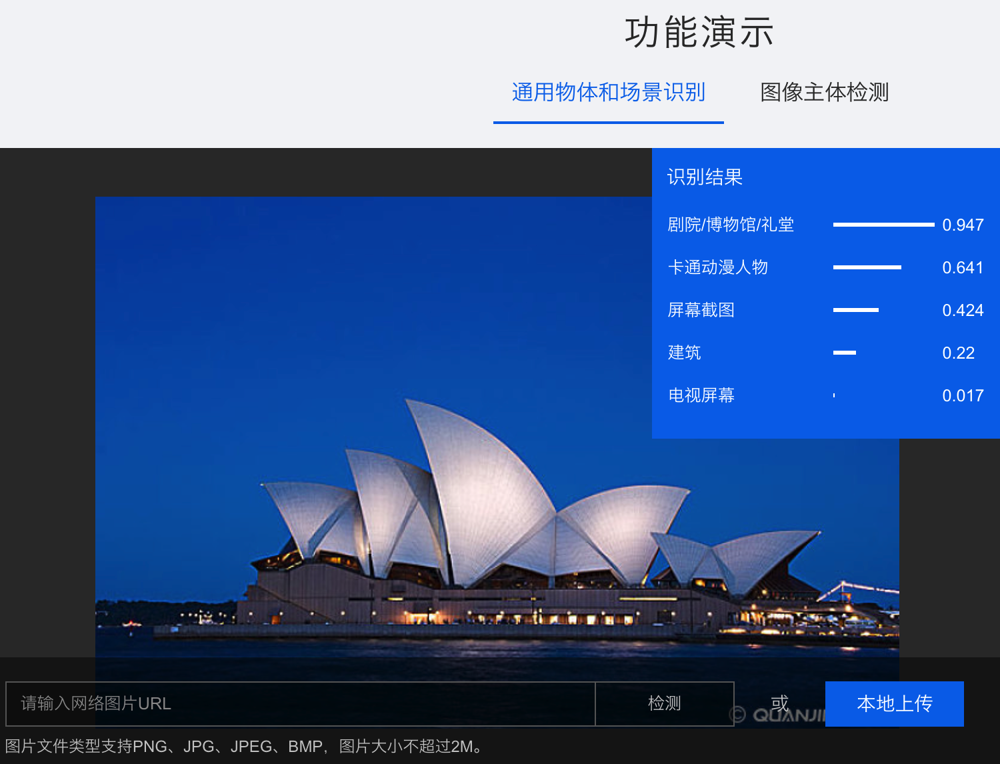 功能演示
通用物体和场景识别
图像主体检测
识别结果
剧院/博物馆/礼堂 0.947
卡通动漫人物 0.641
屏幕截图 0.424
建筑 0.22
电视屏幕 0.017
请输入网络图片URL
检测
或
本地上传
© QUANJI
图片文件类型支持PNG、JPG、JPEG、BMP，图片大小不超过2M。